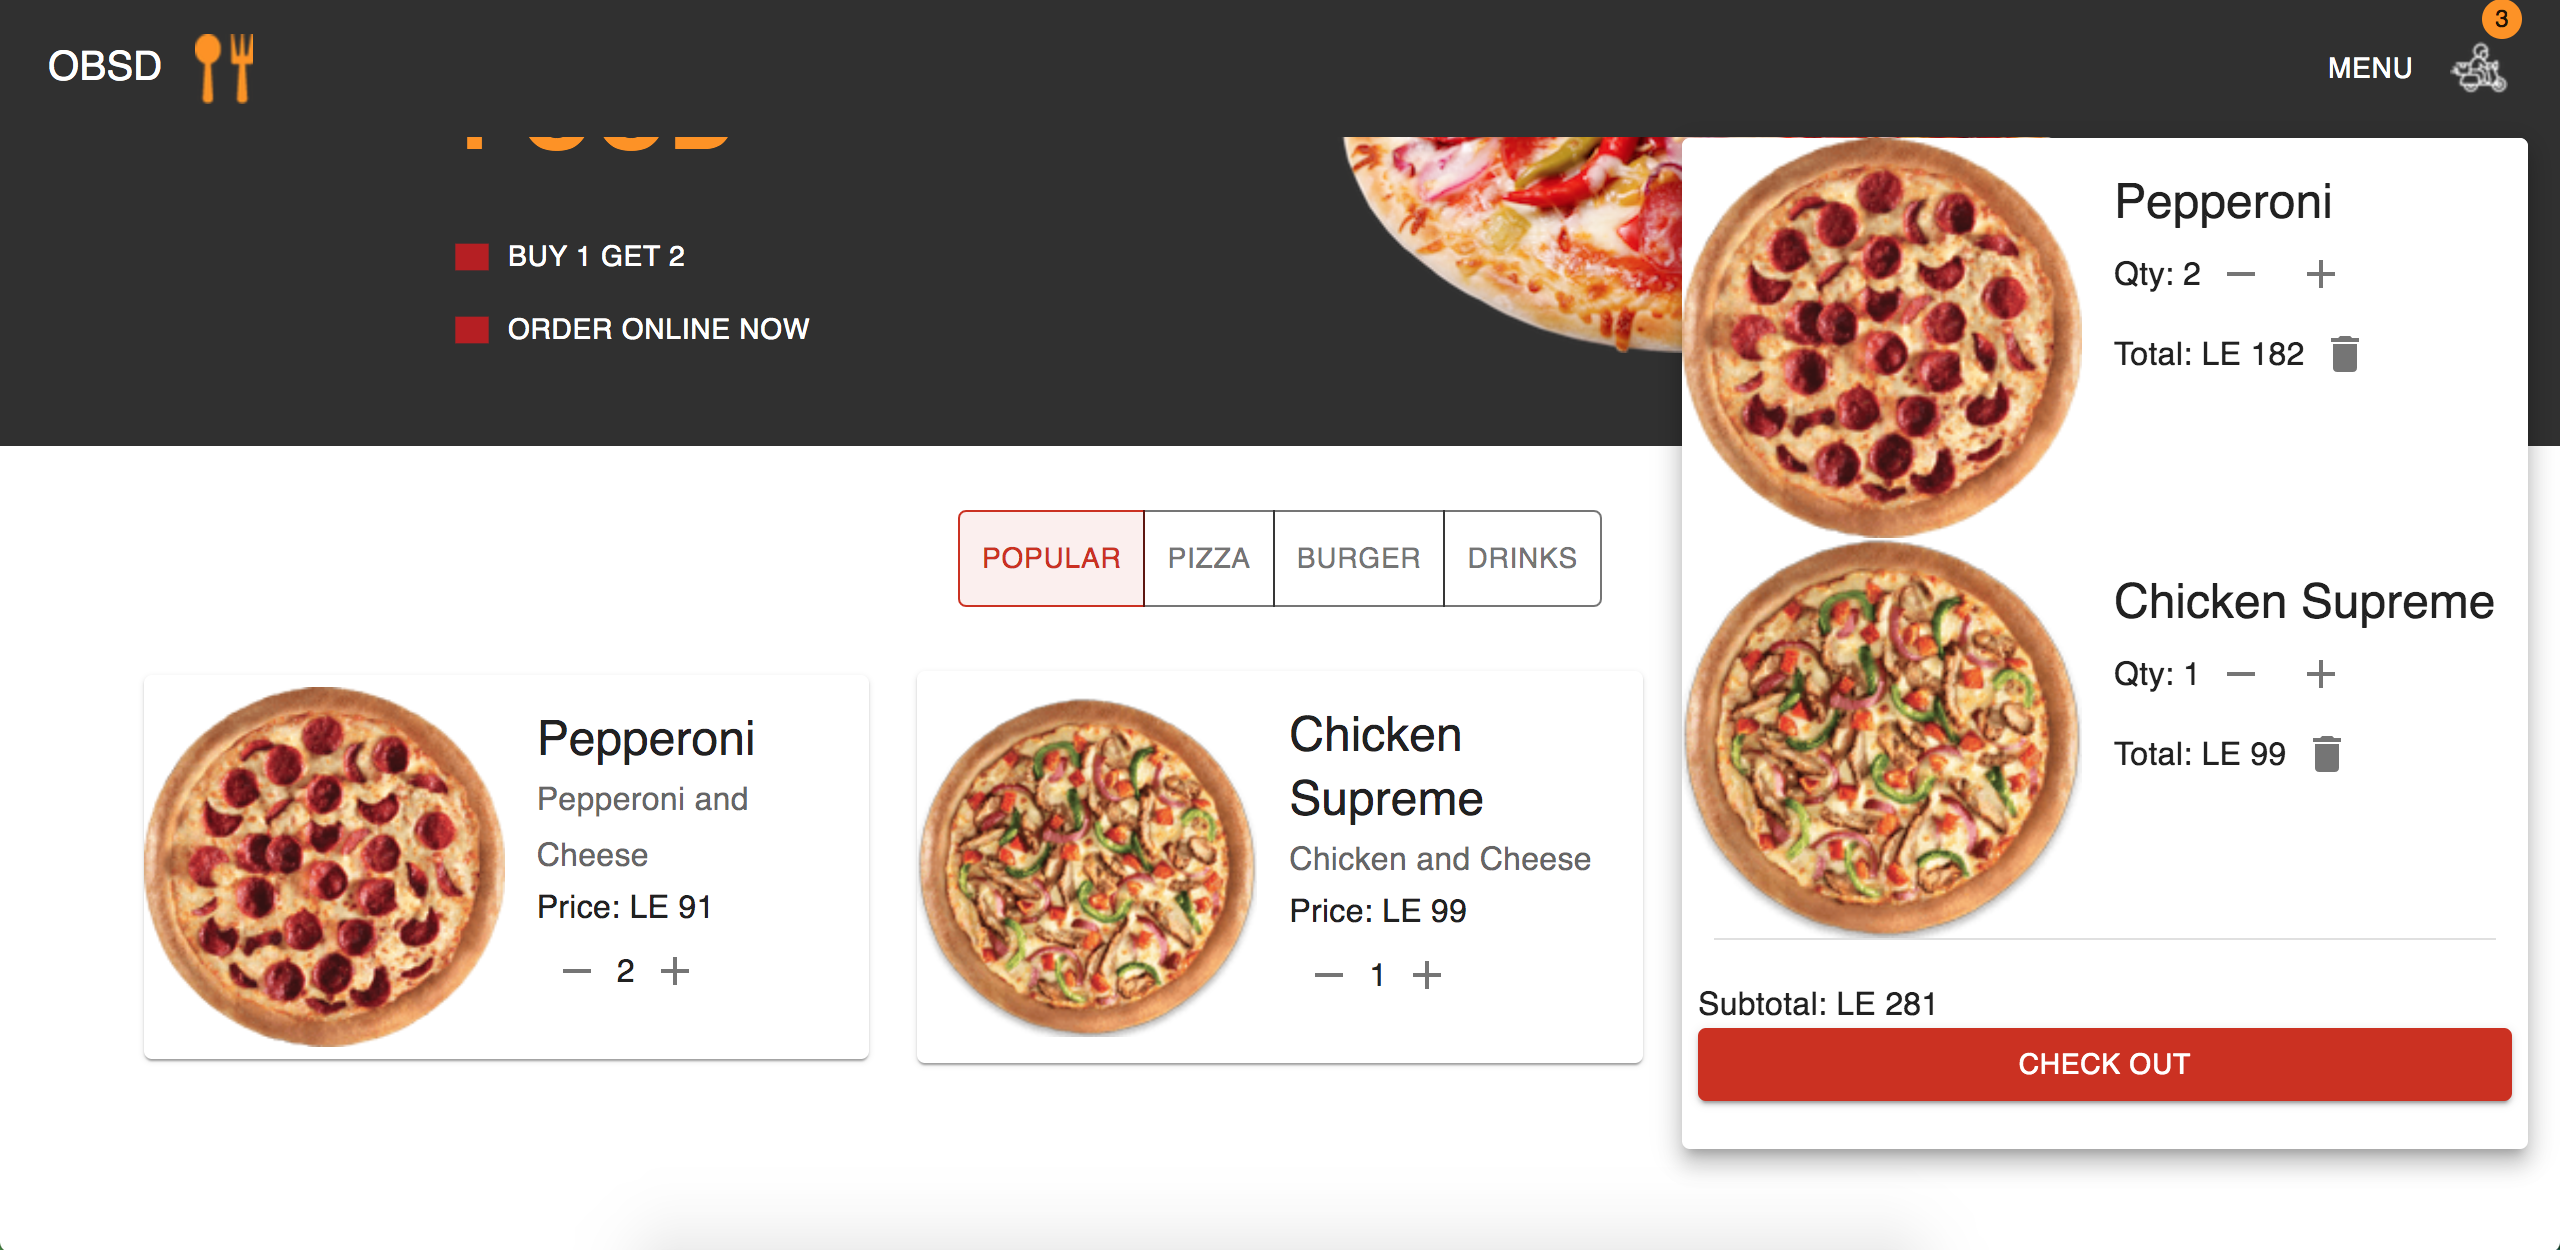 OBSD
MENU
3
BUY 1 GET 2
ORDER ONLINE NOW
POPULAR
PIZZA
BURGER
DRINKS
Pepperoni
Pepperoni and
Cheese
Price: LE 91
2
Chicken
Supreme
Chicken and Cheese
Price: LE 99
1
Pepperoni
Qty: 2
Total: LE 182
Chicken Supreme
Qty: 1
Total: LE 99
Subtotal: LE 281
CHECK OUT